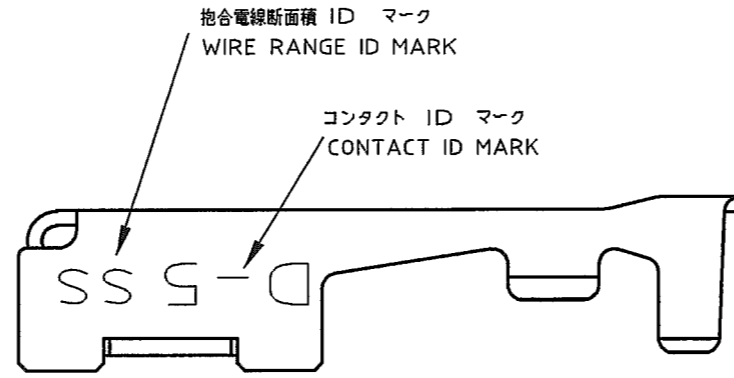 抱合電線断面積 ID マーク
WIRE RANGE ID MARK
コンタクト ID マーク
CONTACT ID MARK
D-5 SS